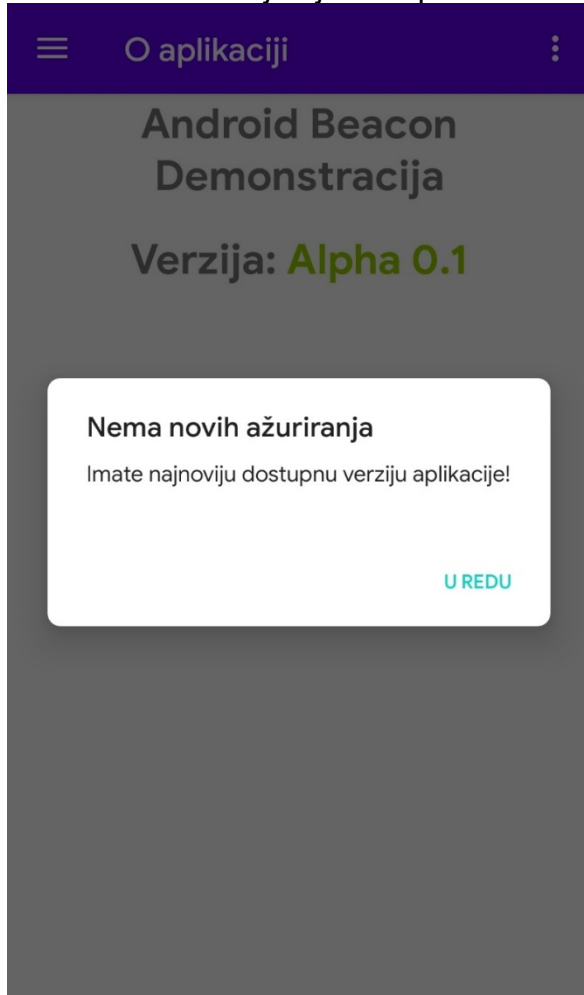 O aplikaciji
Android Beacon
Demonstracija
Verzija: Alpha 0.1
Nema novih ažuriranja
Imate najnoviju dostupnu verziju aplikacije!
U REDU